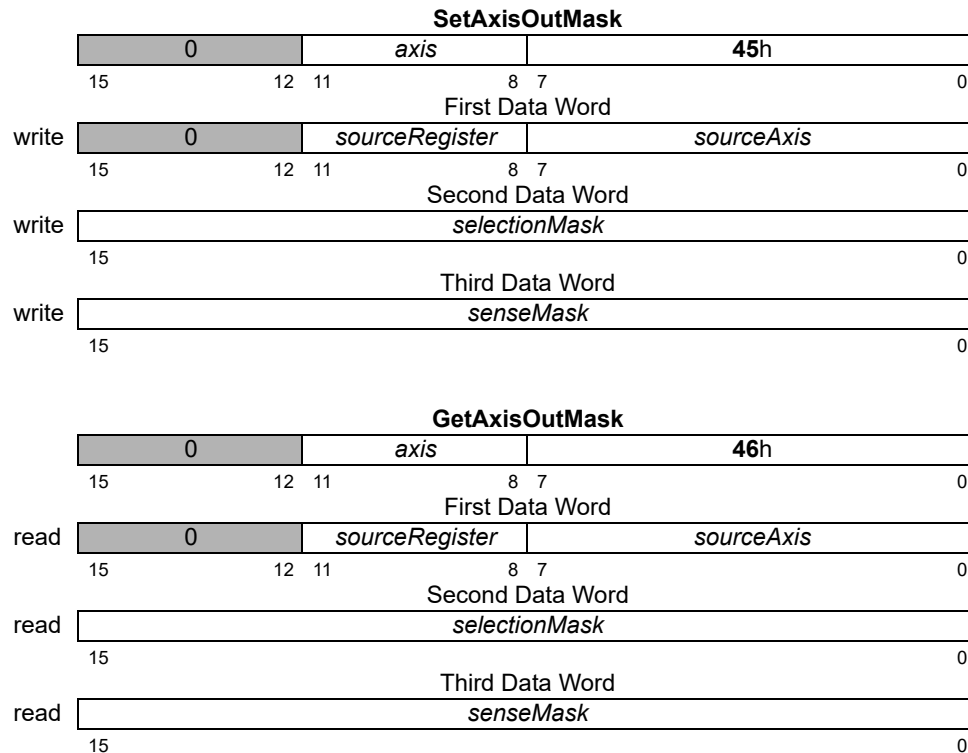 SetAxisOutMask
0 axis 45h
15 12 11 8 7 0
First Data Word
write 0 sourceRegister sourceAxis
15 12 11 8 7 0
Second Data Word
write selectionMask
15 0
Third Data Word
write senseMask
15 0
GetAxisOutMask
0 axis 46h
15 12 11 8 7 0
First Data Word
read 0 sourceRegister sourceAxis
15 12 11 8 7 0
Second Data Word
read selectionMask
15 0
Third Data Word
read senseMask
15 0